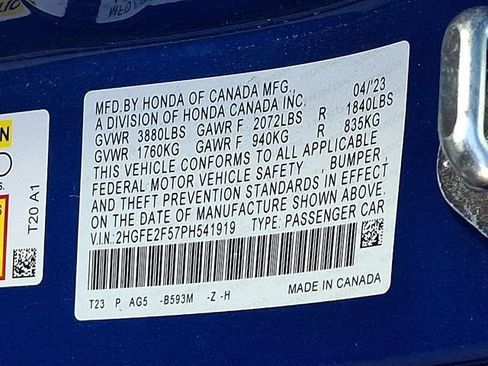 MFD.BY HONDA OF CANADA MFG., 04/'23
A DIVISION OF HONDA CANADA INC.
GVWR 3880LBS GAWR F 2072LBS R 1840LBS
GVWR 1760KG GAWR F 940KG R 835KG
THIS VEHICLE CONFORMS TO ALL APPLICABLE
FEDERAL MOTOR VEHICLE SAFETY , BUMPER,
AND THEFT PREVENTION STANDARDS IN EFFECT
ON THE DATE OF MANUFACTURE SHOWN ABOVE.
V.I.N.: 2HGFE2F57PH541919 TYPE: PASSENGER CAR
T23 P AG5 -B593M -Z -H MADE IN CANADA
T20 A1